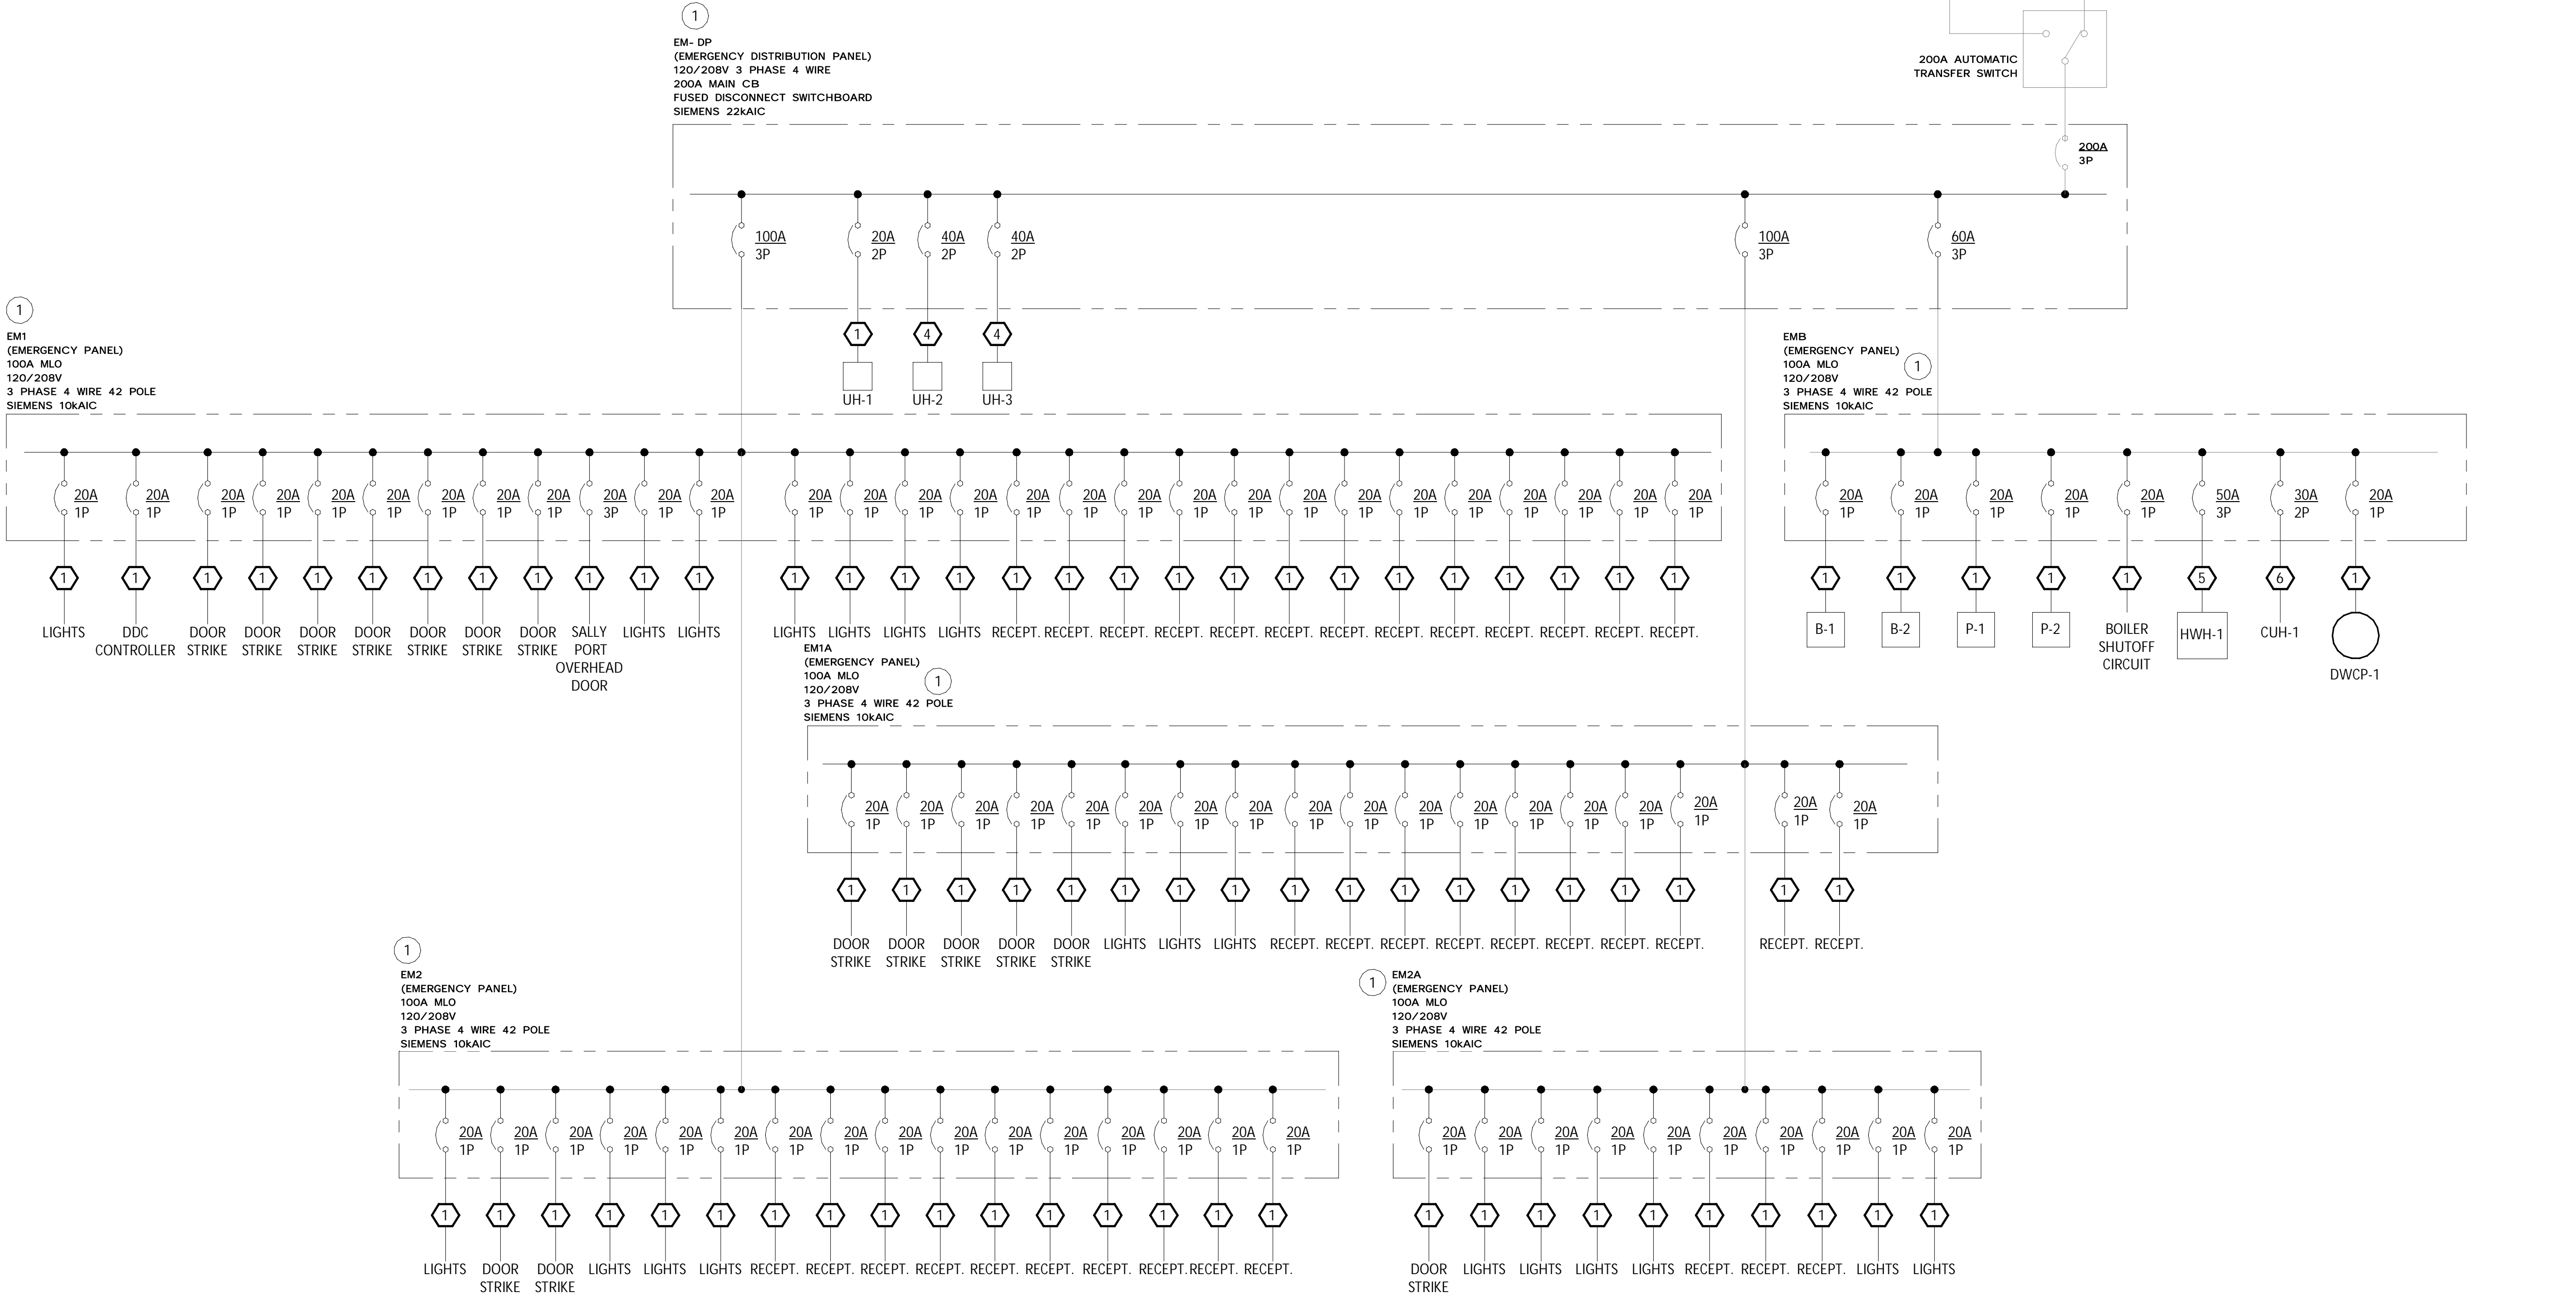 1
EM- DP
(EMERGENCY DISTRIBUTION PANEL)
120/208V 3 PHASE 4 WIRE
200A MAIN CB
FUSED DISCONNECT SWITCHBOARD
SIEMENS 22kAIC
200A AUTOMATIC
TRANSFER SWITCH
200A
3P
100A 20A 40A 40A 100A 60A
3P 2P 2P 2P 3P 3P
1 4 4
UH-1 UH-2 UH-3
1
EM1
(EMERGENCY PANEL)
100A MLO
120/208V
3 PHASE 4 WIRE 42 POLE
SIEMENS 10kAIC
20A 20A 20A 20A 20A 20A 20A 20A 20A 20A 20A 20A 20A 20A 20A 20A 20A 20A 20A 20A 20A 20A 20A 20A 20A 20A 20A 20A 20A
1P 1P 1P 1P 1P 1P 1P 1P 1P 3P 1P 1P 1P 1P 1P 1P 1P 1P 1P 1P 1P 1P 1P 1P 1P 1P 1P 1P 1P
1 1 1 1 1 1 1 1 1 1 1 1 1 1 1 1 1 1 1 1 1 1 1 1 1 1 1 1 1
LIGHTS DDC DOOR DOOR DOOR DOOR DOOR DOOR DOOR SALLY LIGHTS LIGHTS LIGHTS LIGHTS LIGHTS LIGHTS RECEPT. RECEPT. RECEPT. RECEPT. RECEPT. RECEPT. RECEPT. RECEPT. RECEPT. RECEPT. RECEPT. RECEPT. RECEPT.
CONTROLLER STRIKE STRIKE STRIKE STRIKE STRIKE STRIKE STRIKE PORT
OVERHEAD
DOOR
EMB
(EMERGENCY PANEL)
100A MLO
120/208V
3 PHASE 4 WIRE 42 POLE
SIEMENS 10kAIC
1
20A 20A 20A 20A 20A 50A 30A 20A
1P 1P 1P 1P 1P 3P 2P 1P
1 1 1 1 1 5 6 1
B-1 B-2 P-1 P-2 BOILER HWH-1 CUH-1
SHUTOFF
CIRCUIT
DWCP-1
EM1A
(EMERGENCY PANEL)
100A MLO
120/208V
3 PHASE 4 WIRE 42 POLE
SIEMENS 10kAIC
1
20A 20A 20A 20A 20A 20A 20A 20A 20A 20A 20A 20A 20A 20A 20A 20A 20A 20A
1P 1P 1P 1P 1P 1P 1P 1P 1P 1P 1P 1P 1P 1P 1P 1P 1P 1P
1 1 1 1 1 1 1 1 1 1 1 1 1 1 1 1 1 1
DOOR DOOR DOOR DOOR DOOR LIGHTS LIGHTS LIGHTS RECEPT. RECEPT. RECEPT. RECEPT. RECEPT. RECEPT. RECEPT. RECEPT. RECEPT. RECEPT.
STRIKE STRIKE STRIKE STRIKE STRIKE
1
EM2
(EMERGENCY PANEL)
100A MLO
120/208V
3 PHASE 4 WIRE 42 POLE
SIEMENS 10kAIC
20A 20A 20A 20A 20A 20A 20A 20A 20A 20A 20A 20A 20A 20A 20A 20A
1P 1P 1P 1P 1P 1P 1P 1P 1P 1P 1P 1P 1P 1P 1P 1P
1 1 1 1 1 1 1 1 1 1 1 1 1 1 1 1
LIGHTS DOOR DOOR LIGHTS LIGHTS LIGHTS RECEPT. RECEPT. RECEPT. RECEPT. RECEPT. RECEPT. RECEPT. RECEPT. RECEPT. RECEPT.
STRIKE STRIKE
1
EM2A
(EMERGENCY PANEL)
100A MLO
120/208V
3 PHASE 4 WIRE 42 POLE
SIEMENS 10kAIC
20A 20A 20A 20A 20A 20A 20A 20A 20A 20A
1P 1P 1P 1P 1P 1P 1P 1P 1P 1P
1 1 1 1 1 1 1 1 1 1
DOOR LIGHTS LIGHTS LIGHTS LIGHTS RECEPT. RECEPT. RECEPT. LIGHTS LIGHTS
STRIKE